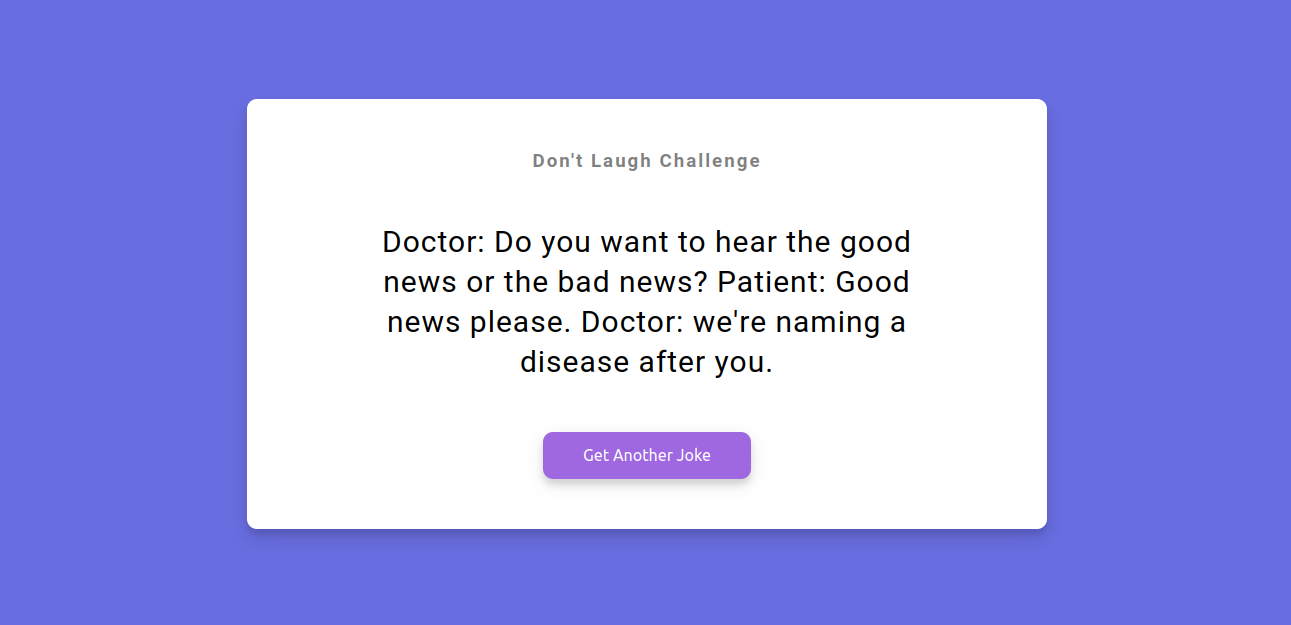 Don't Laugh Challenge
Doctor: Do you want to hear the good
news or the bad news? Patient: Good
news please. Doctor: we're naming a
disease after you.
Get Another Joke